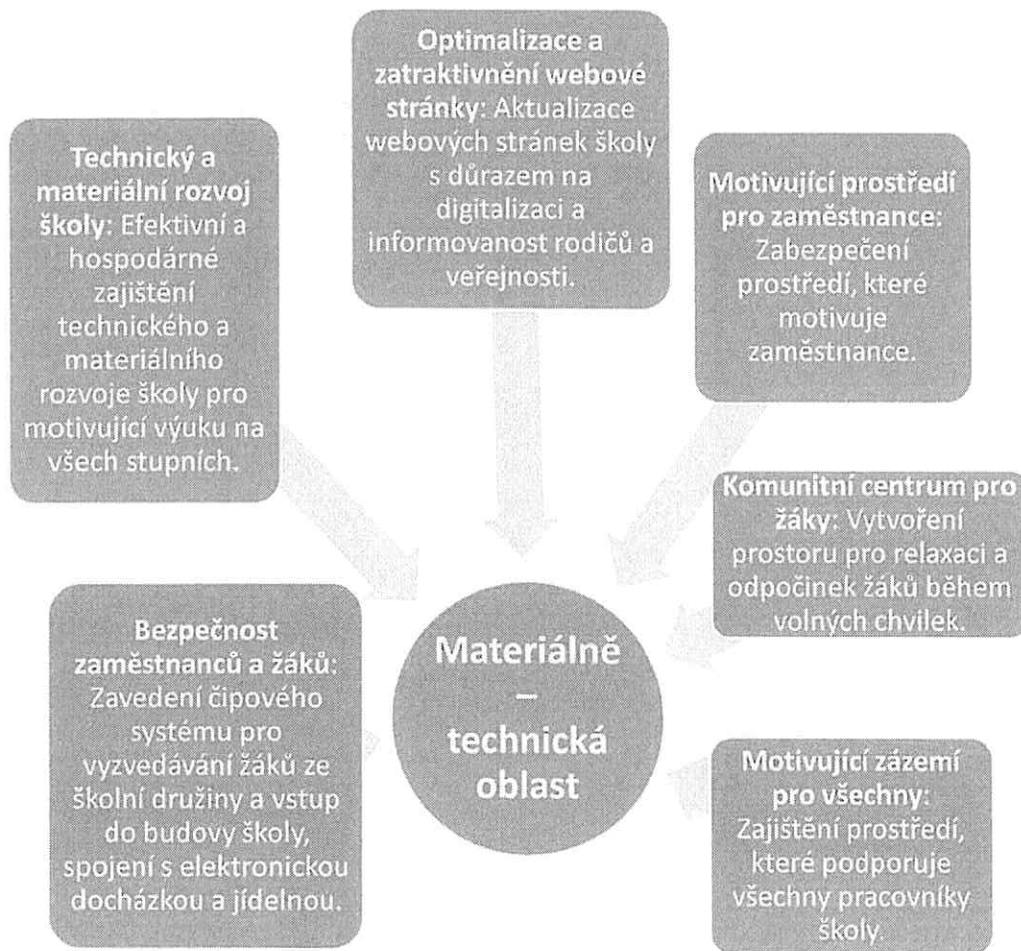 Technický a
materiální rozvoj
školy: Efektivní a
hospodárné
zajištění
technického a
materiálního
rozvoje školy pro
motivující výuku na
všech stupních.
Optimalizace a
zatraktivnění webové
stránky: Aktualizace
webových stránek školy
s důrazem na
digitalizaci a
informovanost rodičů a
veřejnosti.
Motivující prostředí
pro zaměstnance:
Zabezpečení
prostředí, které
motivuje
zaměstnance.
Komunitní centrum pro
žáky: Vytvoření
prostoru pro relaxaci a
odpočinek žáků během
volných chvilek.
Bezpečnost
zaměstnanců a žáků:
Zavedení čipového
systému pro
vyzvedávání žáků ze
školní družiny a vstup
do budovy školy,
spojení s elektronickou
docházkou a jídelnou.
Materiálně
–
technická
oblast
Motivující zázemí
pro všechny:
Zajištění prostředí,
které podporuje
všechny pracovníky
školy.